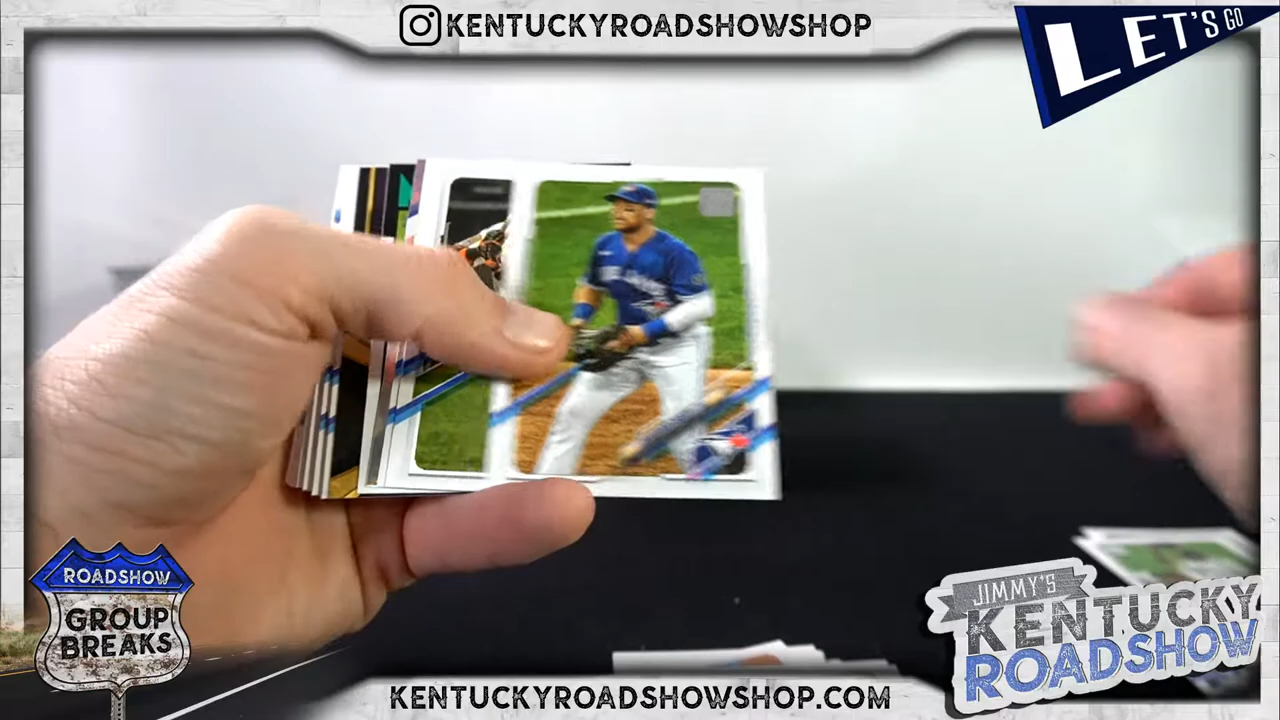 KENTUCKYROADSHOWSHOP
LET'S GO
ROADSHOW
GROUP
BREAKS
JIMMY'S
KENTUCKY
ROADSHOW
KENTUCKYROADSHOWSHOP.COM